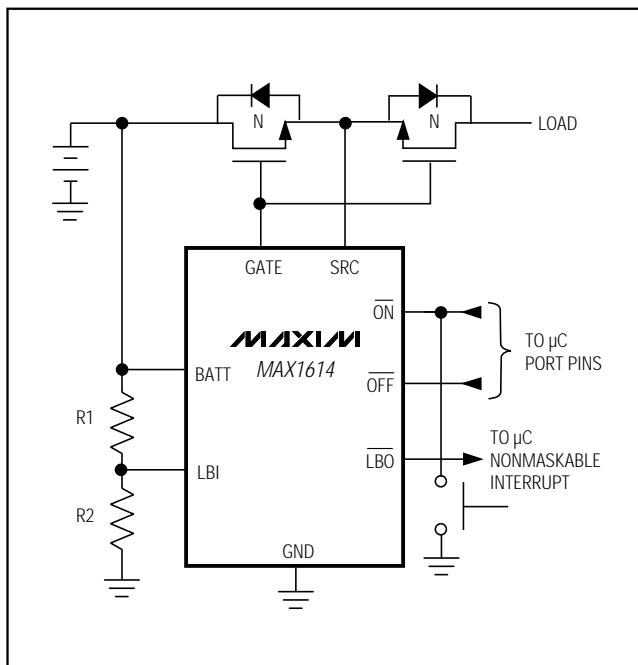 N
N
LOAD
GATE
SRC
ON
MAXIM
MAX1614
TO µC
PORT PINS
BATT
OFF
R1
TO µC
NONMASKABLE
INTERRUPT
LBO
LBI
R2
GND